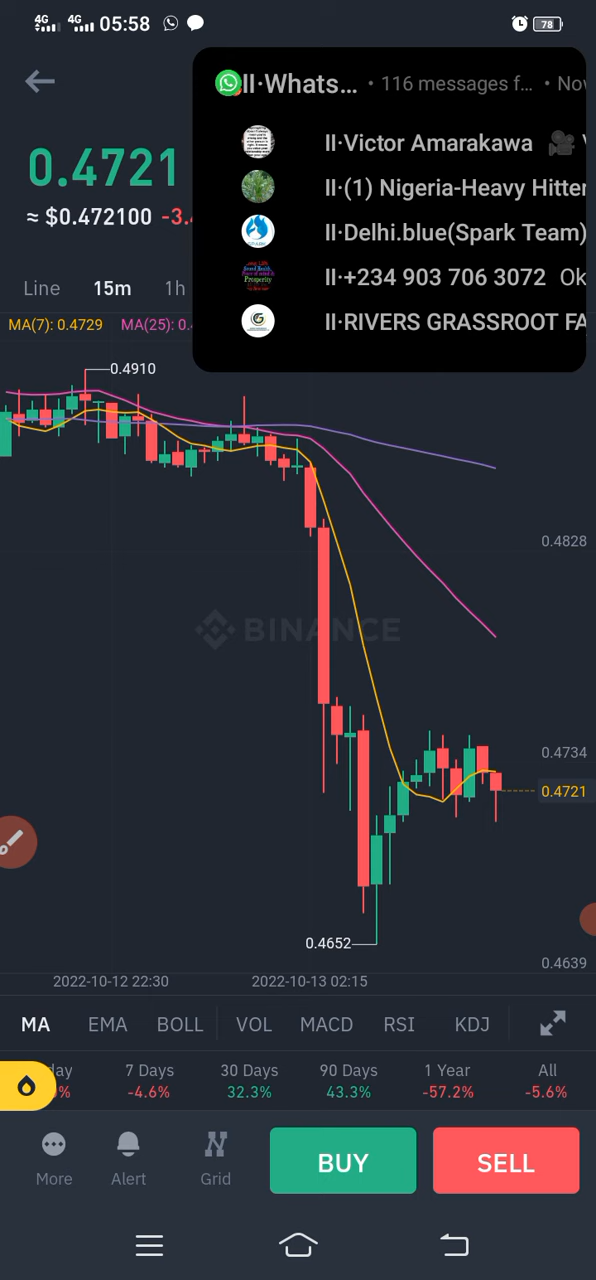 4G 4G 05:58 78
II·Whats... • 116 messages f... • Nov
II·Victor Amarakawa
II·(1) Nigeria-Heavy Hitter
II·Delhi.blue(Spark Team)
II·+234 903 706 3072 Ok
II·RIVERS GRASSROOT FA
0.4721
≈ $0.472100 -3.
Line 15m 1h
MA(7): 0.4729 MA(25): 0.
0.4910
0.4828
BINANCE
0.4734
0.4721
0.4652
0.4639
2022-10-12 22:30 2022-10-13 02:15
MA EMA BOLL VOL MACD RSI KDJ
day 7 Days 30 Days 90 Days 1 Year All
% -4.6% 32.3% 43.3% -57.2% -5.6%
More Alert Grid BUY SELL